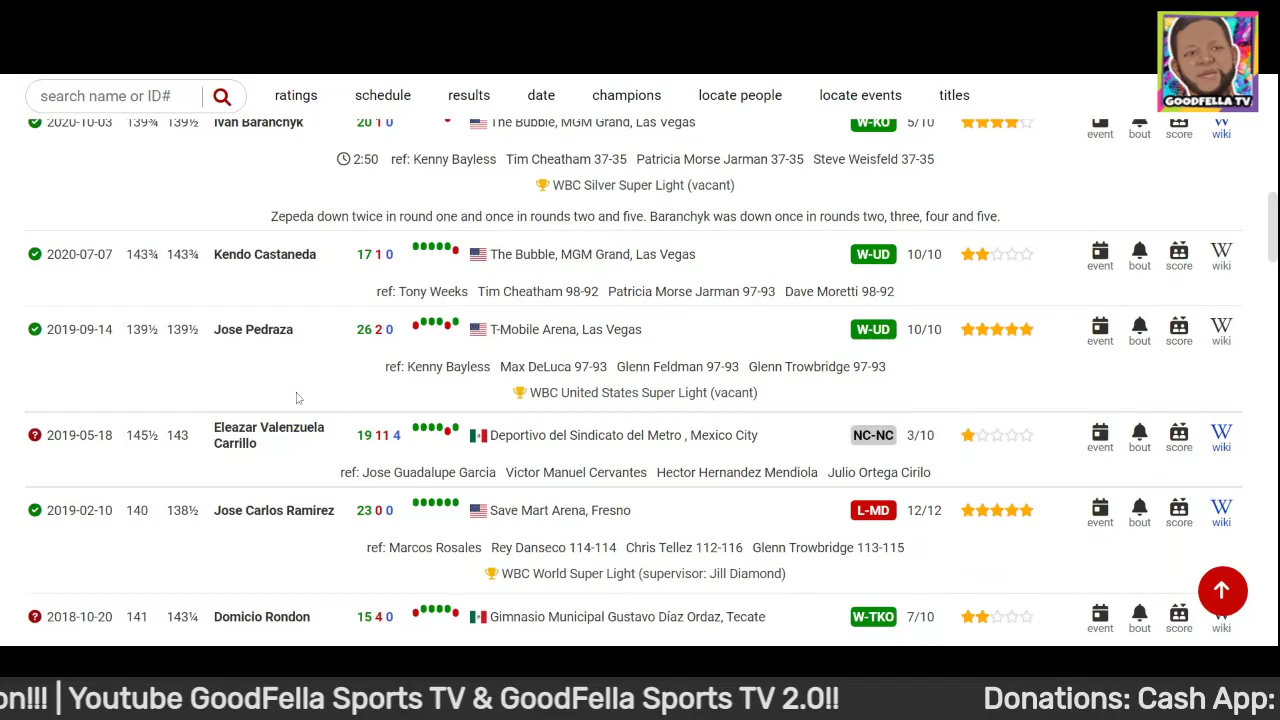 GOODFELLA TV
search name or ID# ratings schedule results date champions locate people locate events titles
2020-10-03 139¾ 139½ Ivan Baranchyk 20 1 0 The Bubble, MGM Grand, Las Vegas W-KO 5/10 event bout score wiki
2:50 ref: Kenny Bayless Tim Cheatham 37-35 Patricia Morse Jarman 37-35 Steve Weisfeld 37-35
WBC Silver Super Light (vacant)
Zepeda down twice in round one and once in rounds two and five. Baranchyk was down once in rounds two, three, four and five.
2020-07-07 143¾ 143¾ Kendo Castaneda 17 1 0 The Bubble, MGM Grand, Las Vegas W-UD 10/10 event bout score W wiki
ref: Tony Weeks Tim Cheatham 98-92 Patricia Morse Jarman 97-93 Dave Moretti 98-92
2019-09-14 139½ 139½ Jose Pedraza 26 2 0 T-Mobile Arena, Las Vegas W-UD 10/10 event bout score W wiki
ref: Kenny Bayless Max DeLuca 97-93 Glenn Feldman 97-93 Glenn Trowbridge 97-93
WBC United States Super Light (vacant)
2019-05-18 145½ 143 Eleazar Valenzuela Carrillo 19 11 4 Deportivo del Sindicato del Metro , Mexico City NC-NC 3/10 event bout score W wiki
ref: Jose Guadalupe Garcia Victor Manuel Cervantes Hector Hernandez Mendiola Julio Ortega Cirilo
2019-02-10 140 138½ Jose Carlos Ramirez 23 0 0 Save Mart Arena, Fresno L-MD 12/12 event bout score W wiki
ref: Marcos Rosales Rey Danseco 114-114 Chris Tellez 112-116 Glenn Trowbridge 113-115
WBC World Super Light (supervisor: Jill Diamond)
2018-10-20 141 143¼ Domicio Rondon 15 4 0 Gimnasio Municipal Gustavo Díaz Ordaz, Tecate W-TKO 7/10 event bout score wiki
on!!! | Youtube GoodFella Sports TV & GoodFella Sports TV 2.0!! Donations: Cash App: